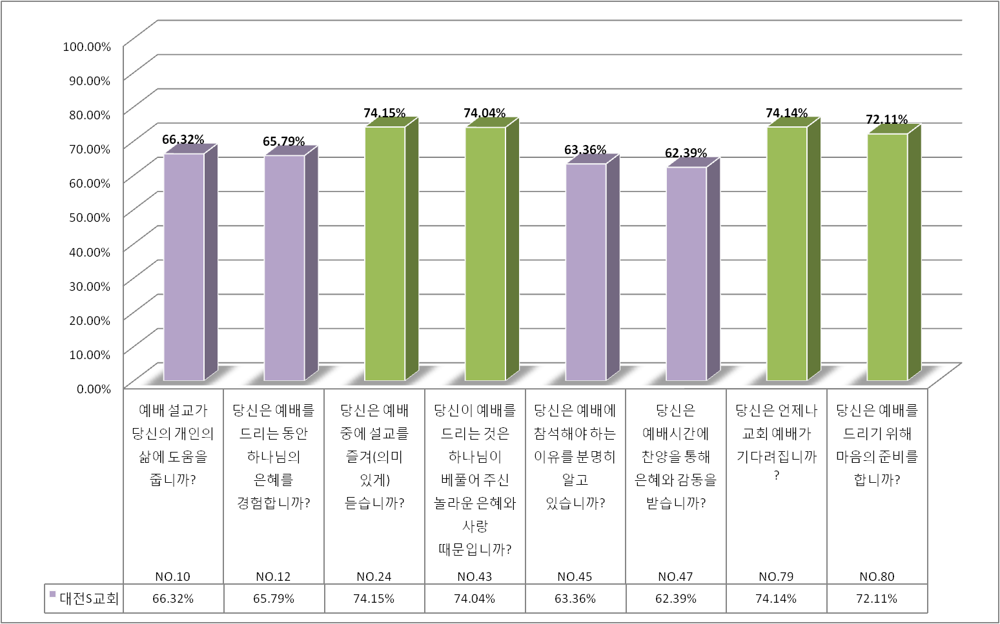 100.00%
90.00%
80.00%
70.00%
60.00%
50.00%
40.00%
30.00%
20.00%
10.00%
0.00%
66.32%
65.79%
74.15%
74.04%
63.36%
62.39%
74.14%
72.11%
예배 설교가
당신의 개인의
삶에 도움을
줍니까?
NO.10
당신은 예배를
드리는 동안
하나님의
은혜를
경험합니까?
NO.12
당신은 예배
중에 설교를
즐겨(의미
있게)
듣습니까?
NO.24
당신이 예배를
드리는 것은
하나님이
베풀어 주신
놀라운 은혜와
사랑
때문입니까?
NO.43
당신은 예배에
참석해야 하는
이유를 분명히
알고
있습니까?
NO.45
당신은
예배시간에
찬양을 통해
은혜와 감동을
받습니까?
NO.47
당신은 언제나
교회 예배가
기다려집니까
?
NO.79
당신은 예배를
드리기 위해
마음의 준비를
합니까?
NO.80
대전S교회 66.32% 65.79% 74.15% 74.04% 63.36% 62.39% 74.14% 72.11%